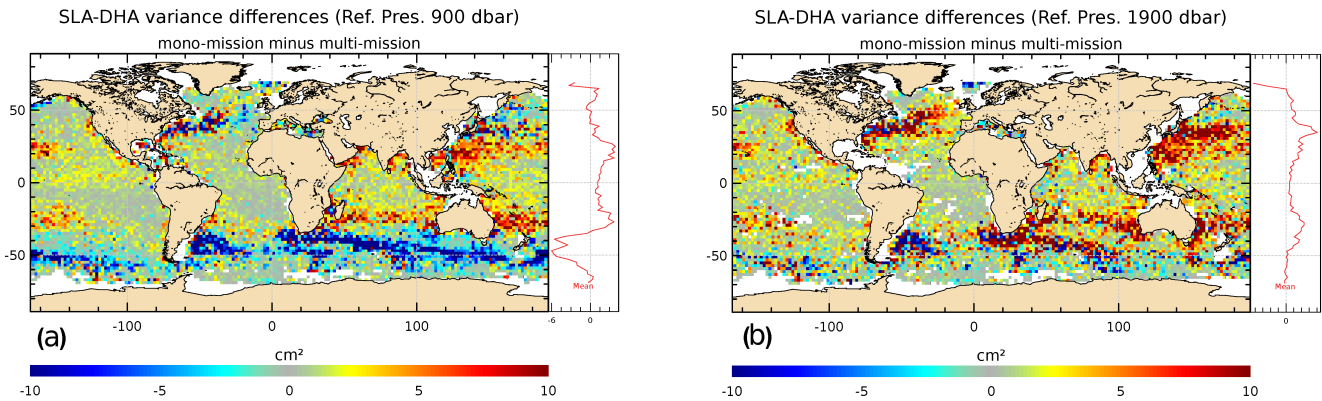 SLA-DHA variance differences (Ref. Pres. 900 dbar)
mono-mission minus multi-mission
50
0
-50
-100
0
100
Mean
-6
0
(a)
cm²
-10
-5
0
5
10
SLA-DHA variance differences (Ref. Pres. 1900 dbar)
mono-mission minus multi-mission
50
0
-50
-100
0
100
Mean
0
(b)
cm²
-10
-5
0
5
10